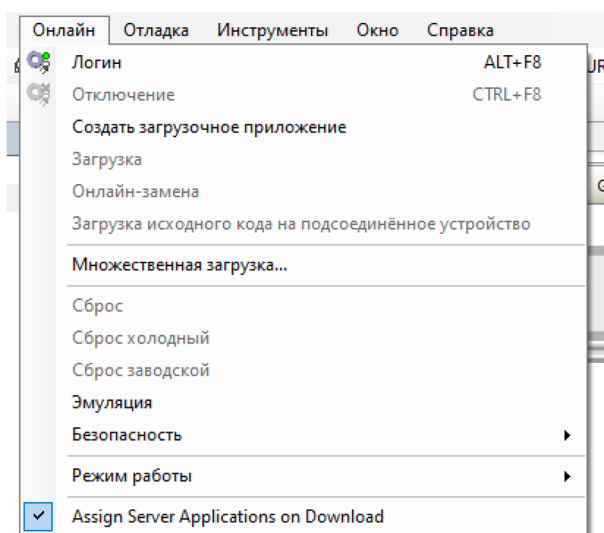 Онлайн Отладка Инструменты Окно Справка
Логин ALT+F8
Отключение CTRL+F8
Создать загрузочное приложение
Загрузка
Онлайн-замена
Загрузка исходного кода на подсоединённое устройство
Множественная загрузка...
Сброс
Сброс холодный
Сброс заводской
Эмуляция
Безопасность
Режим работы
Assign Server Applications on Download